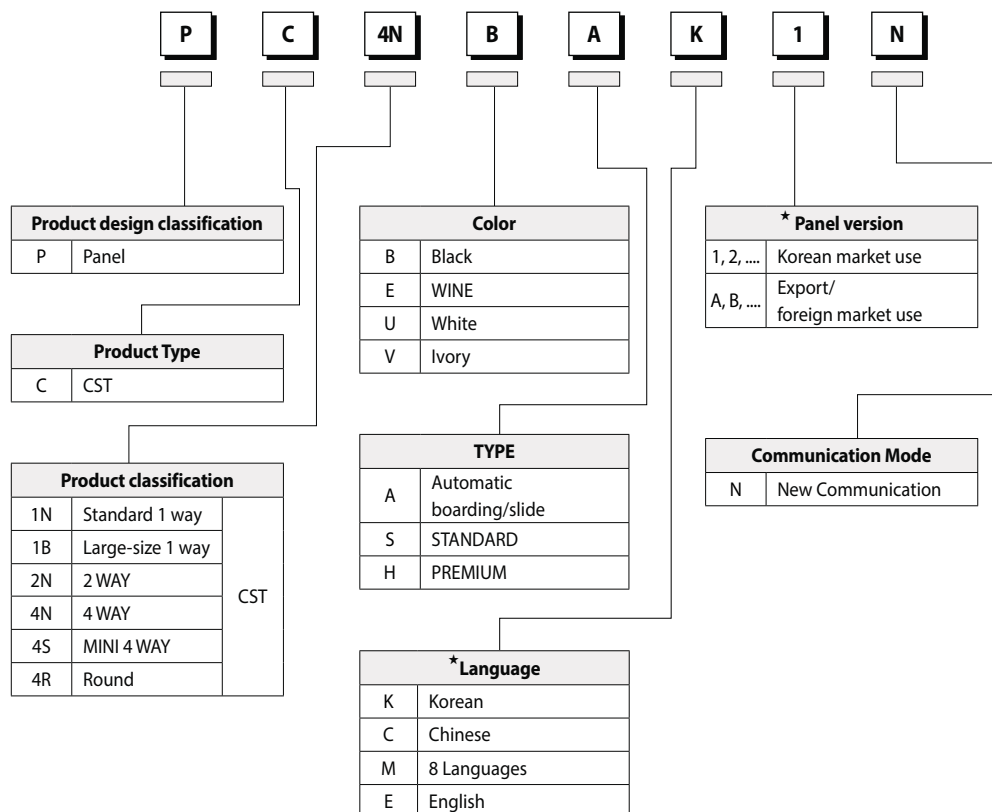 P C 4N B A K 1 N
Product design classification
P Panel
Product Type
C CST
Product classification
1N Standard 1 way
1B Large-size 1 way
2N 2 WAY
4N 4 WAY
4S MINI 4 WAY
4R Round
CST
Color
B Black
E WINE
U White
V Ivory
TYPE
A Automatic
boarding/slide
S STANDARD
H PREMIUM
★Language
K Korean
C Chinese
M 8 Languages
E English
★ Panel version
1, 2, .... Korean market use
A, B, .... Export/
foreign market use
Communication Mode
N New Communication